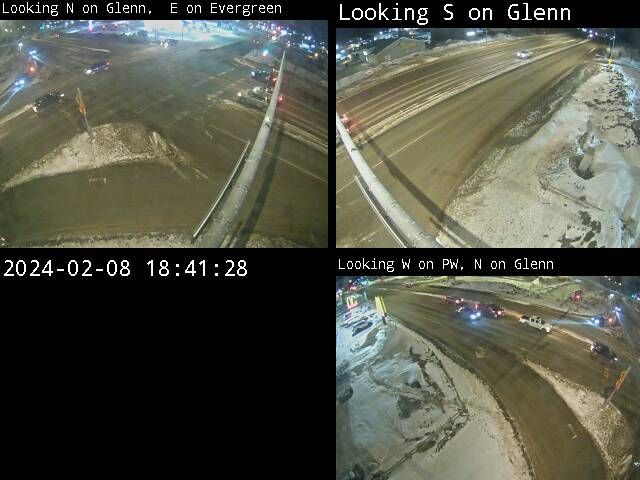 Looking N on Glenn,  E on Evergreen
Looking S on Glenn
2024-02-08 18:41:28
Looking W on PW, N on Glenn